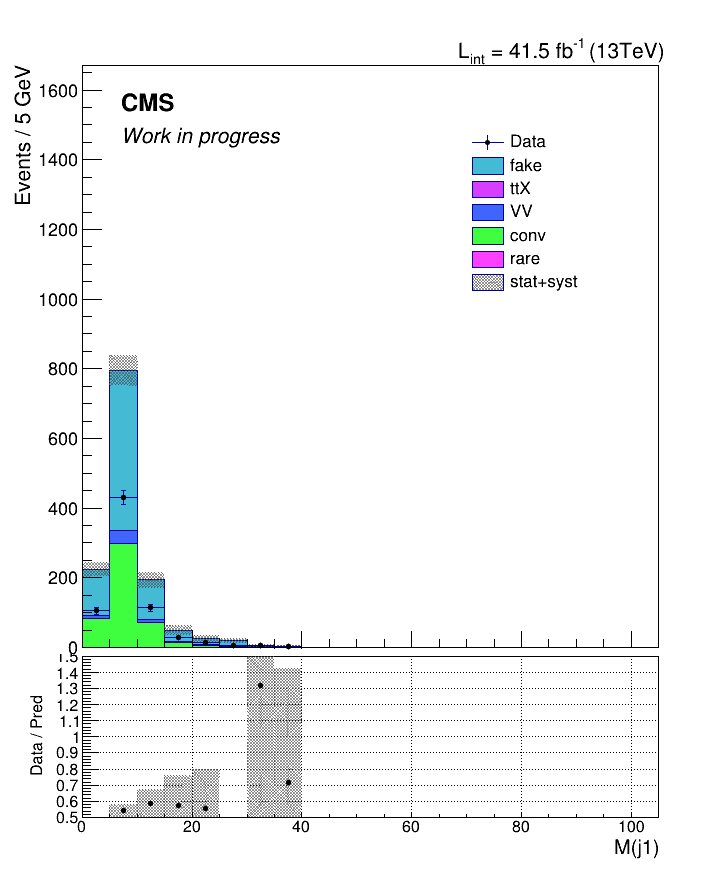 L_int = 41.5 fb^-1 (13TeV)
Events / 5 GeV
CMS
Work in progress
Data
fake
ttX
VV
conv
rare
stat+syst
1600
1400
1200
1000
800
600
400
200
0
Data / Pred
1.5
1.4
1.3
1.2
1.1
1
0.9
0.8
0.7
0.6
0.5
0 20 40 60 80 100
M(j1)